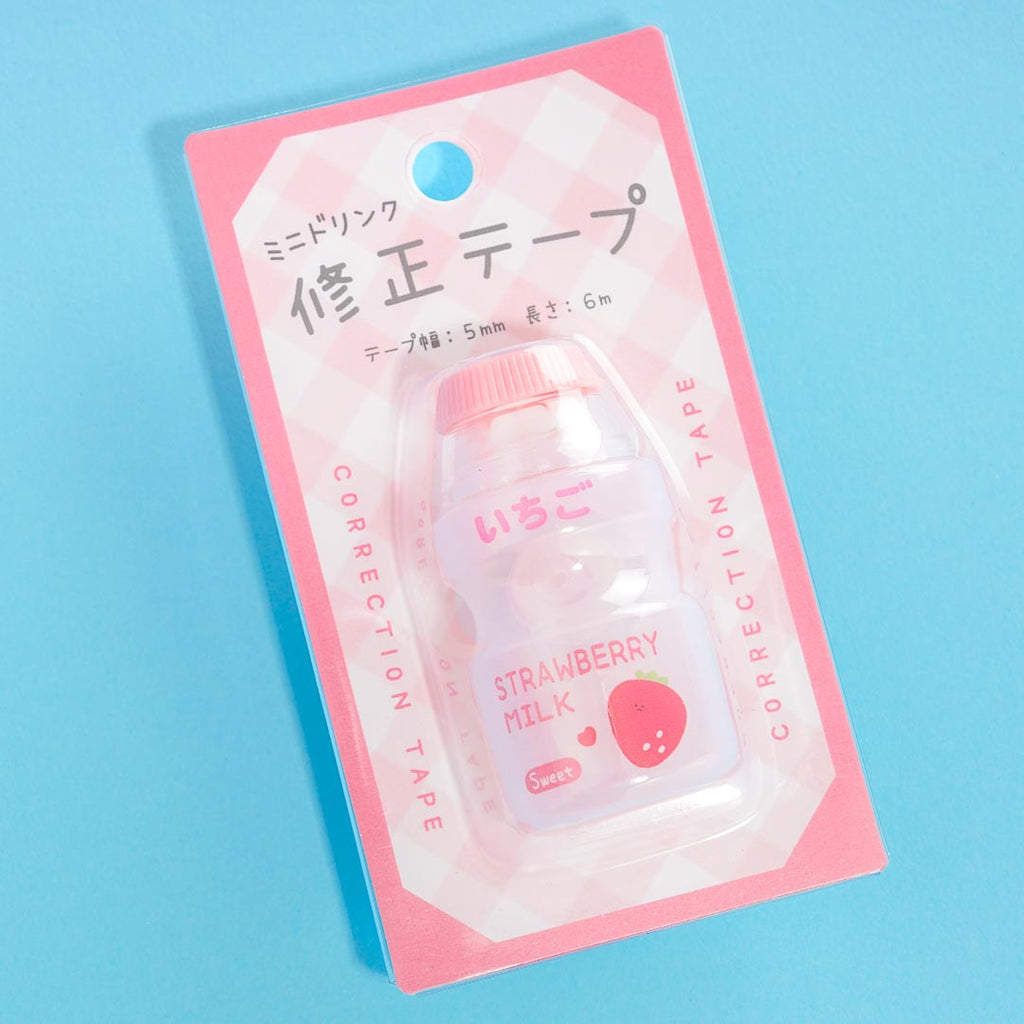 ミニドリンク
修正テープ
テープ幅：5mm 長さ：6m
CORRECTION TAPE
いちご
STRAWBERRY
MILK
Sweet
CORRECTION TAPE